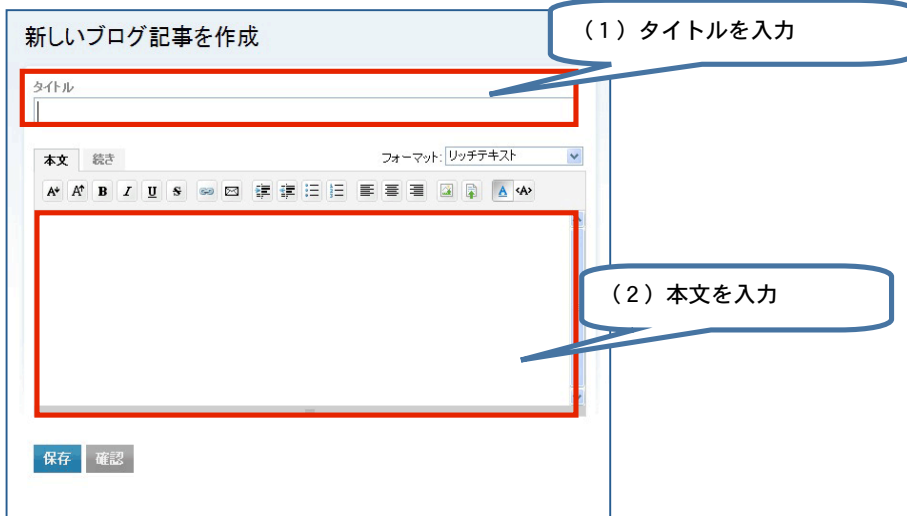 新しいブログ記事を作成
（１）タイトルを入力
タイトル
本文 続き フォーマット: リッチテキスト
（２）本文を入力
保存 確認